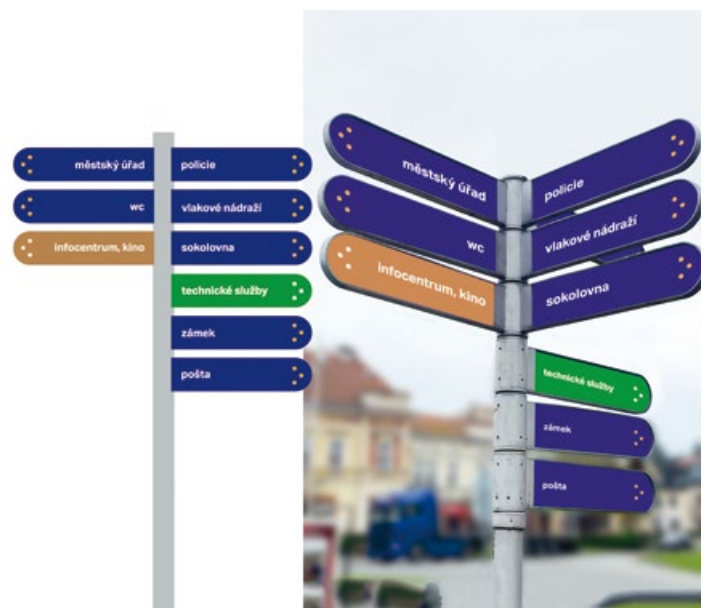 městský úřad
wc
infocentrum, kino
policie
vlakové nádraží
sokolovna
technické služby
zámek
pošta
městský úřad
wc
infocentrum, kino
policie
vlakové nádraží
sokolovna
technické služby
zámek
pošta